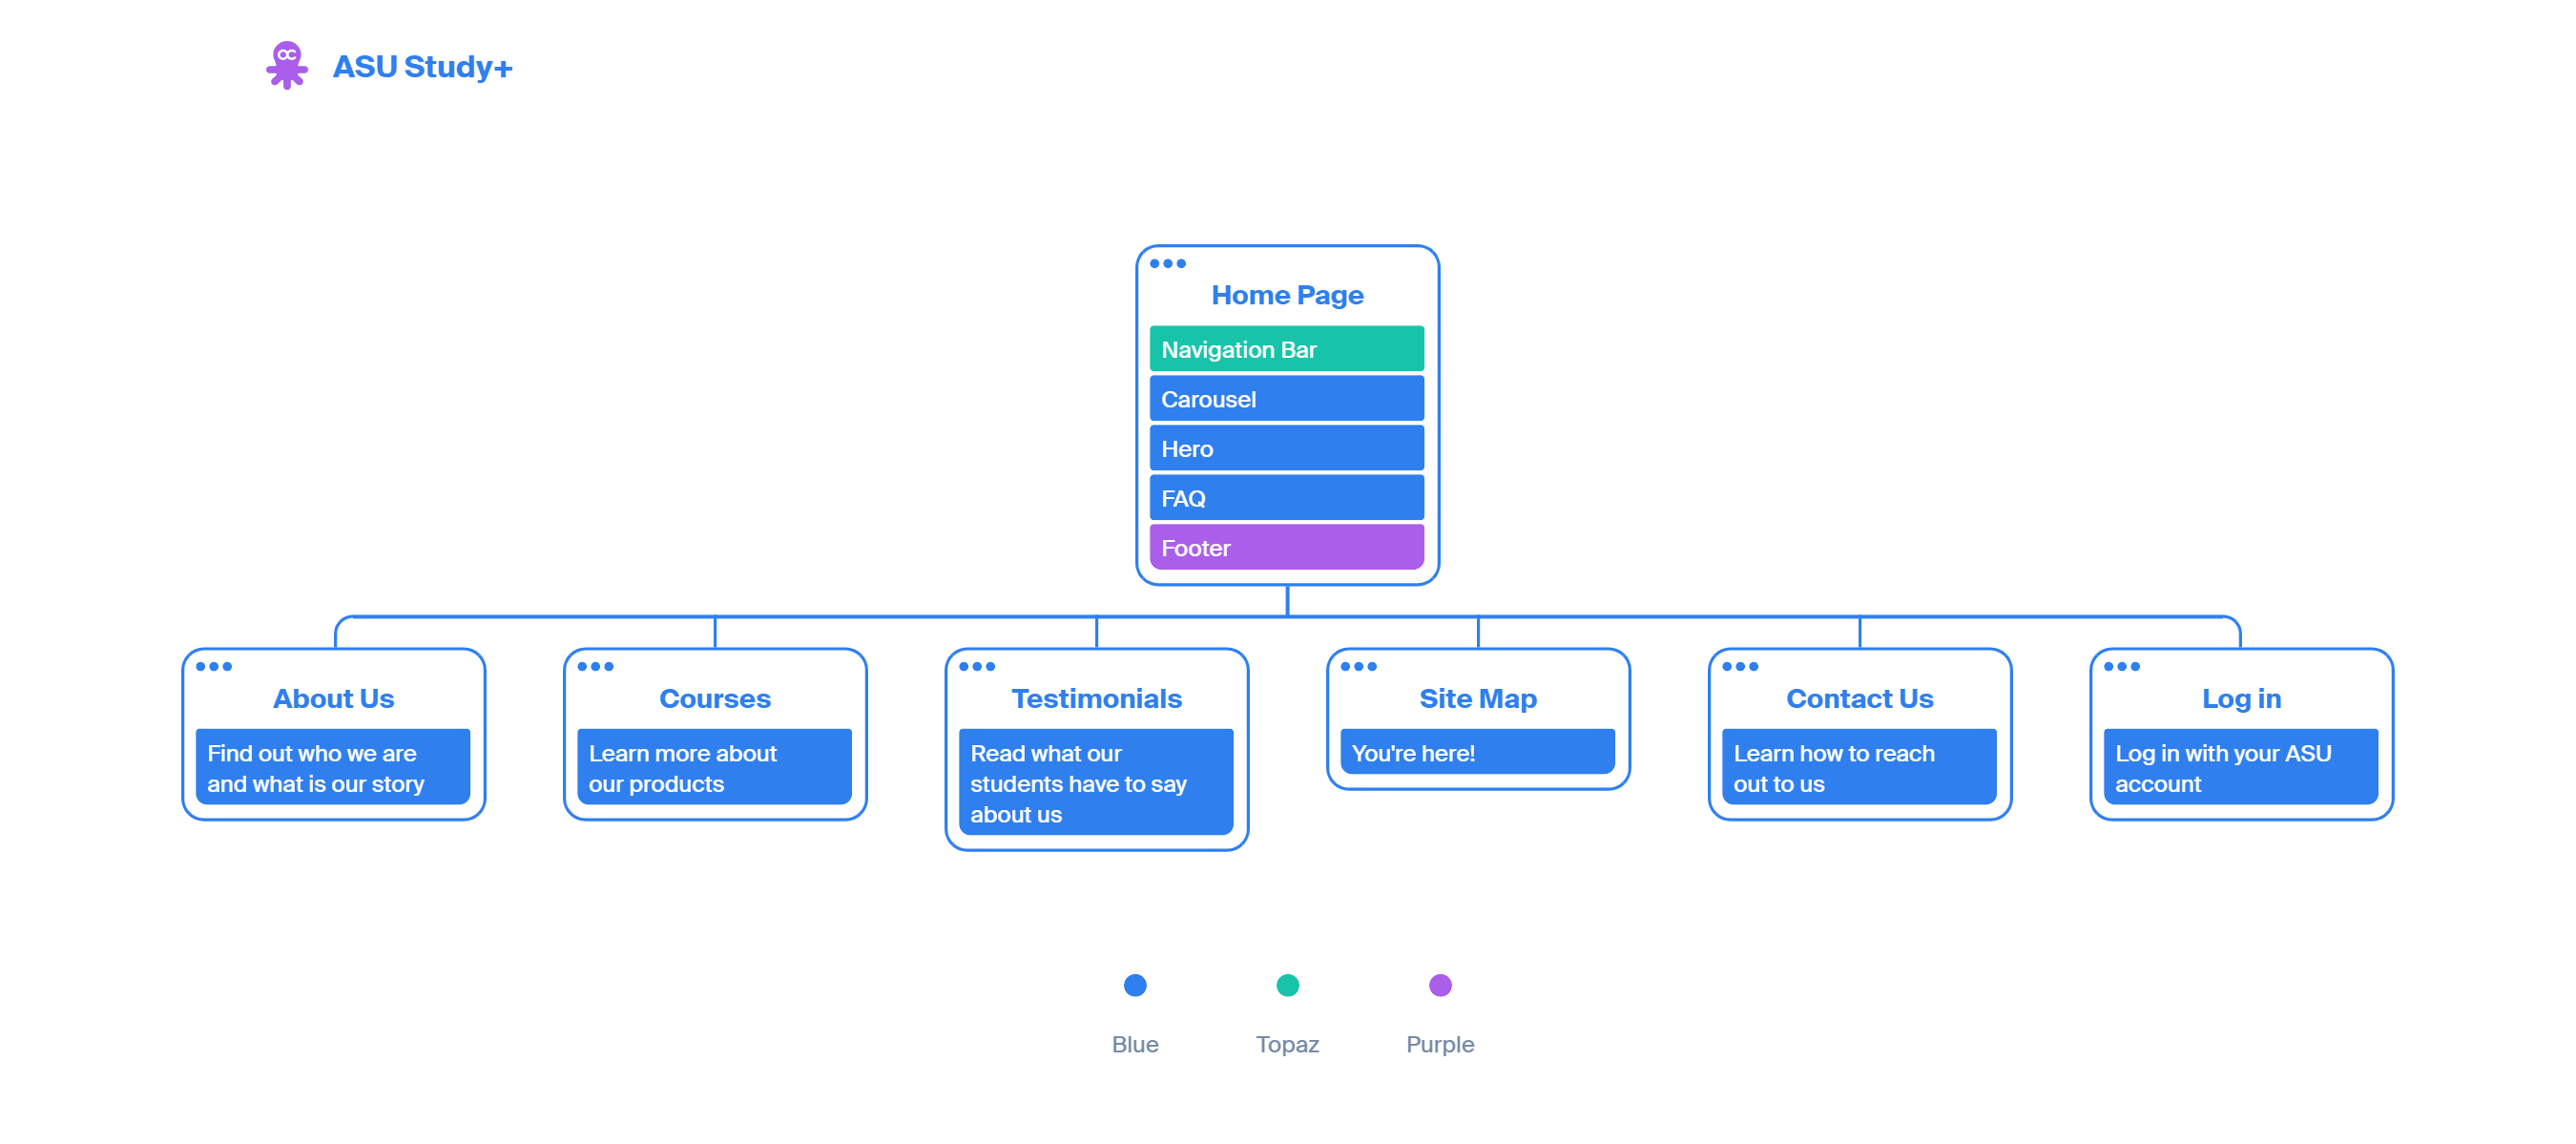 ASU Study+
Home Page
Navigation Bar
Carousel
Hero
FAQ
Footer
About Us
Find out who we are
and what is our story
Courses
Learn more about
our products
Testimonials
Read what our
students have to say
about us
Site Map
You're here!
Contact Us
Learn how to reach
out to us
Log in
Log in with your ASU
account
Blue
Topaz
Purple